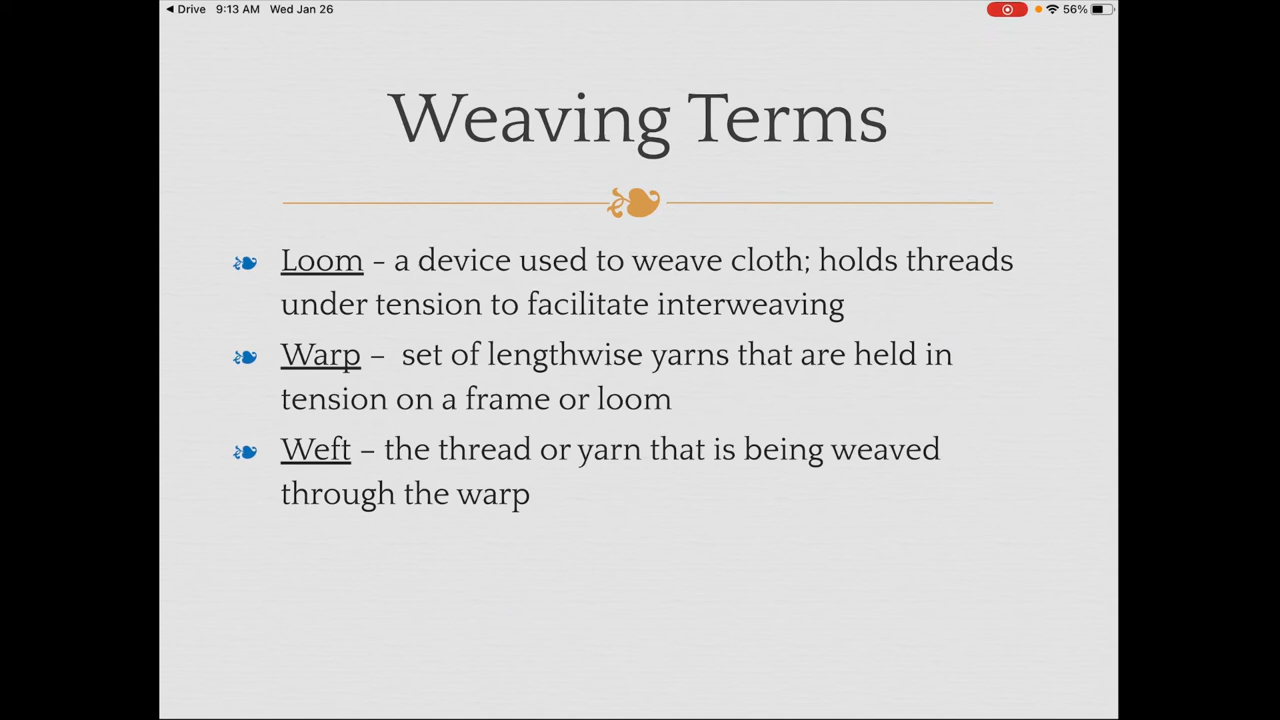 Drive 9:13 AM Wed Jan 26 56%
Weaving Terms
Loom – a device used to weave cloth; holds threads
under tension to facilitate interweaving
Warp – set of lengthwise yarns that are held in
tension on a frame or loom
Weft – the thread or yarn that is being weaved
through the warp